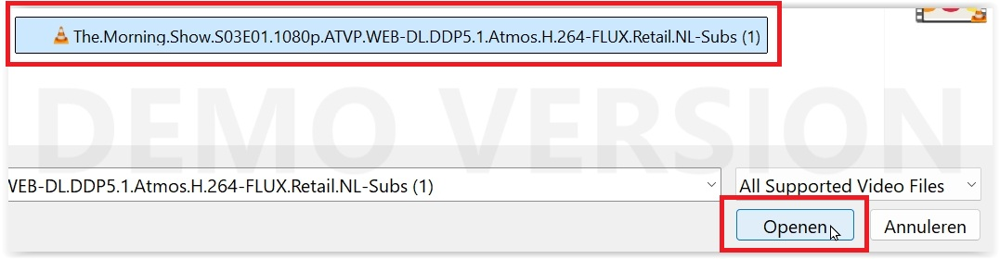 The.Morning.Show.S03E01.1080p.ATVP.WEB-DL.DDP5.1.Atmos.H.264-FLUX.Retail.NL-Subs (1)
DEMO VERSION
WEB-DL.DDP5.1.Atmos.H.264-FLUX.Retail.NL-Subs (1)
All Supported Video Files
Openen
Annuleren